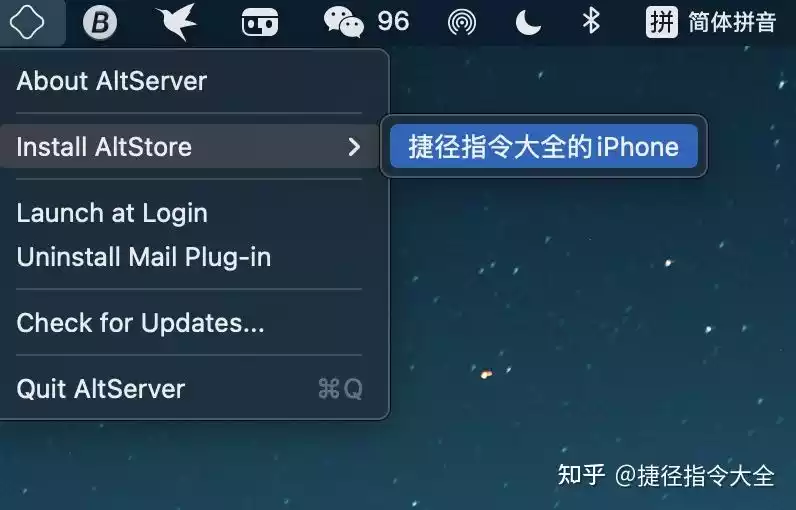 B 96 拼 简体拼音
About AltServer
Install AltStore
捷径指令大全的iPhone
Launch at Login
Uninstall Mail Plug-in
Check for Updates...
Quit AltServer ⌘Q
知乎 @捷径指令大全